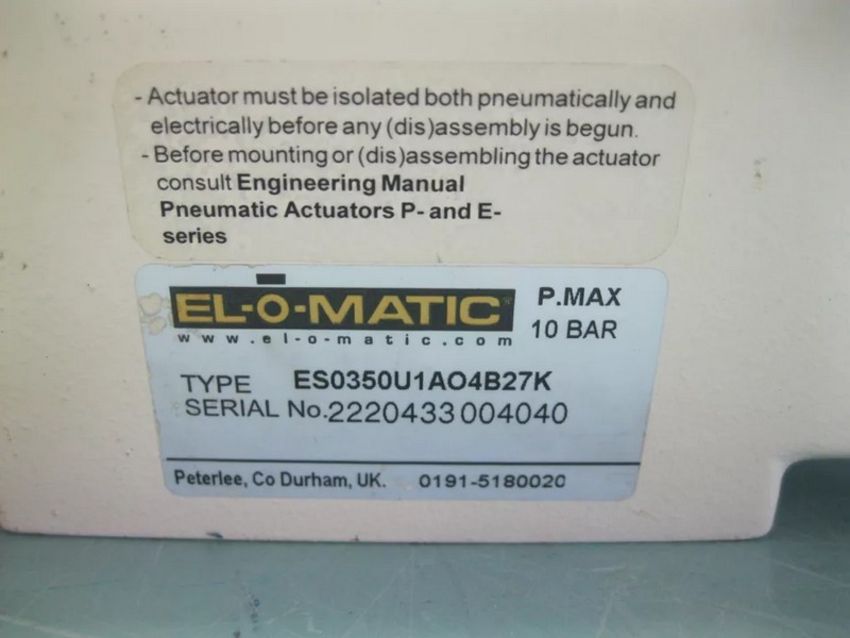 - Actuator must be isolated both pneumatically and
electrically before any (dis)assembly is begun.
- Before mounting or (dis)assembling the actuator
consult Engineering Manual
Pneumatic Actuators P- and E-
series
EL-O-MATIC®
P.MAX
www.el-o-matic.com
10 BAR
TYPE ES0350U1AO4B27K
SERIAL No.2220433004040
Peterlee, Co Durham, UK. 0191-5180020